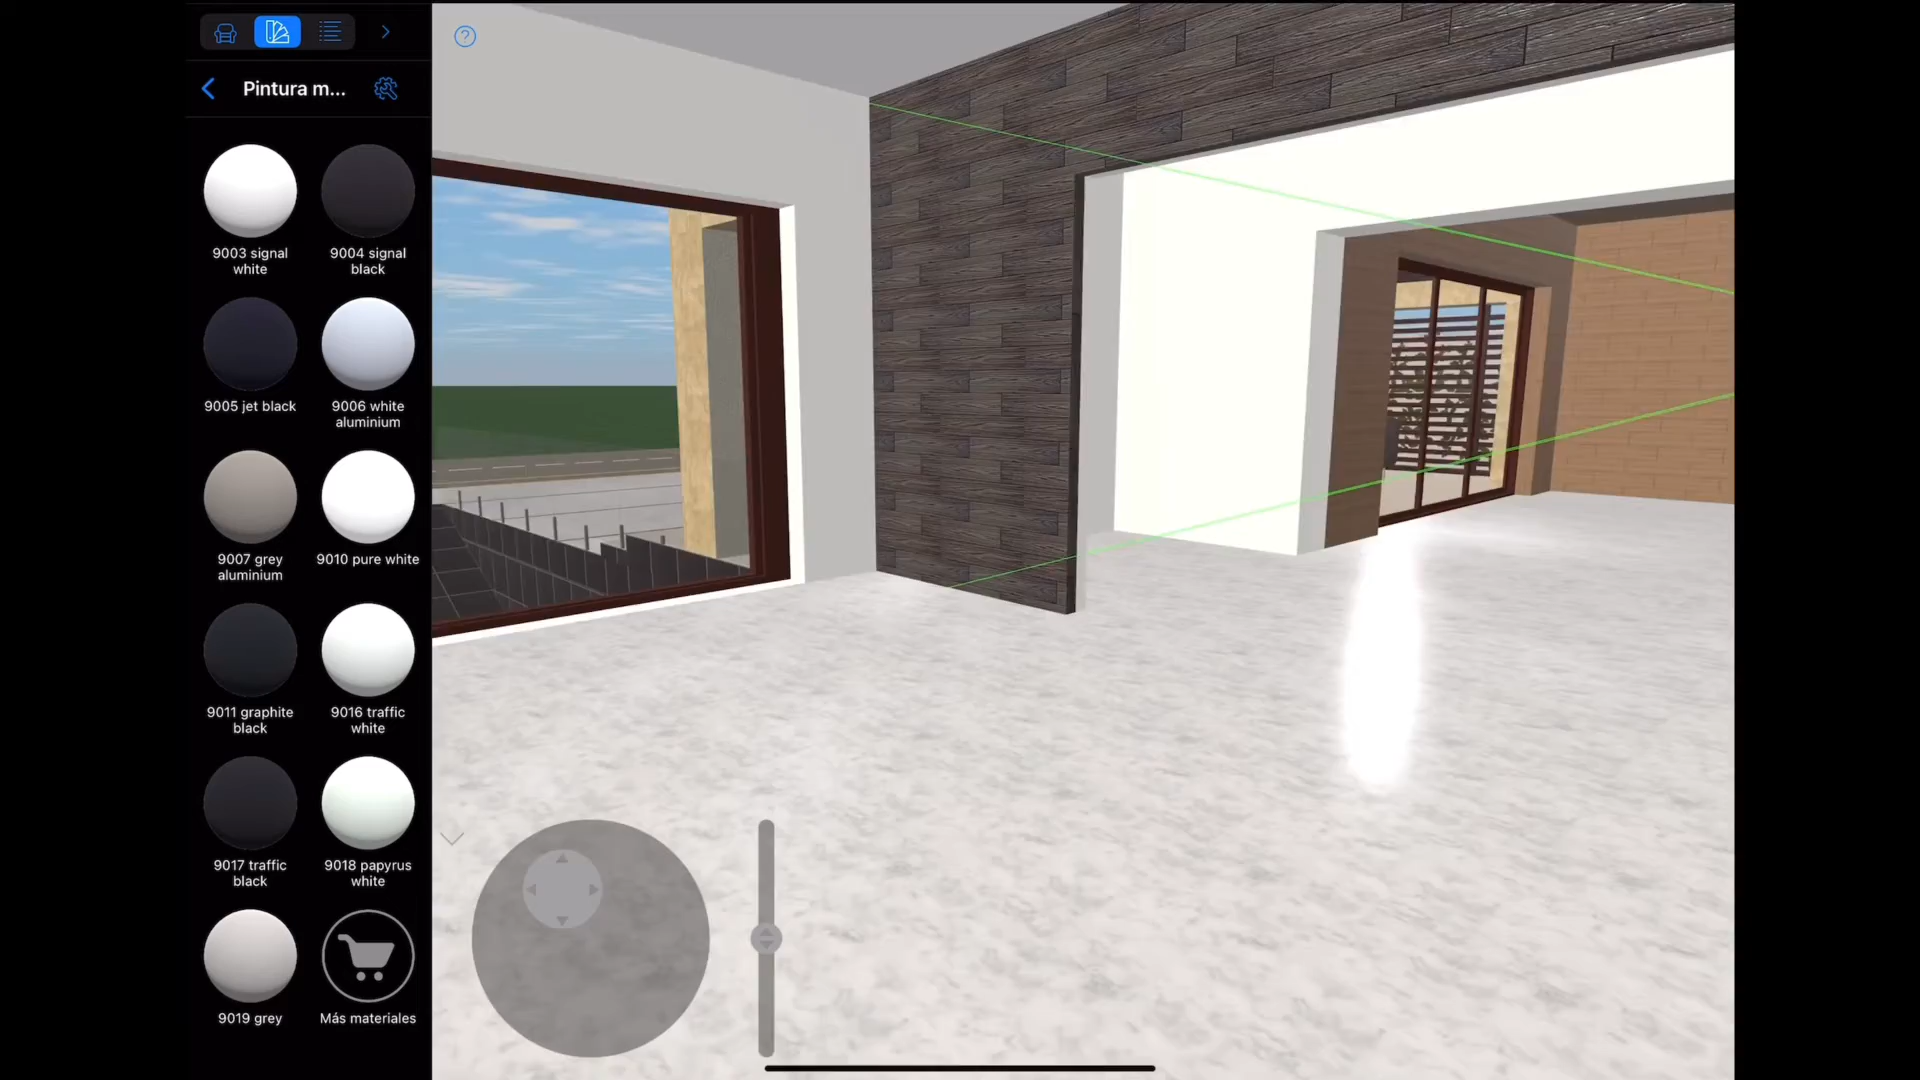 ?
Pintura m...
9003 signal
white
9004 signal
black
9005 jet black
9006 white
aluminium
9007 grey
aluminium
9010 pure white
9011 graphite
black
9016 traffic
white
9017 traffic
black
9018 papyrus
white
9019 grey
Más materiales